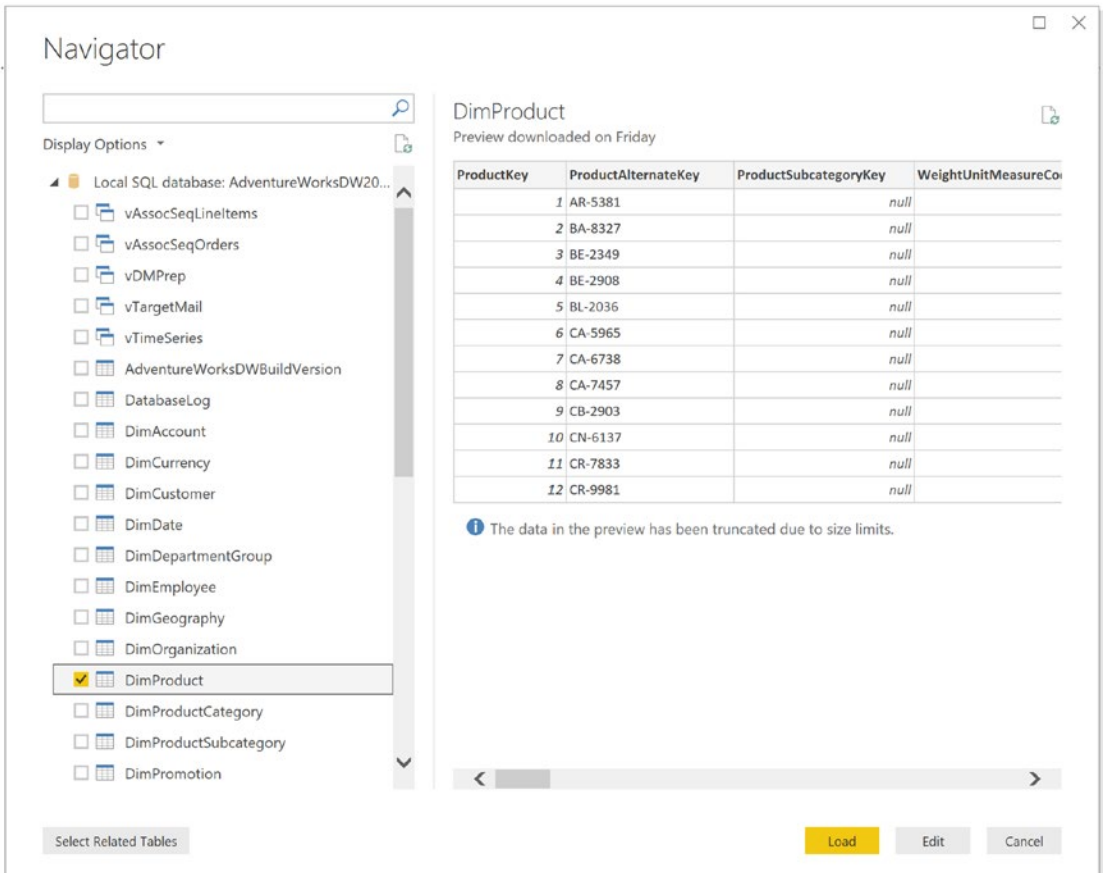 Navigator
Display Options
Local SQL database: AdventureWorksDW20...
vAssocSeqLineItems
vAssocSeqOrders
vDMPrep
vTargetMail
vTimeSeries
AdventureWorksDWBuildVersion
DatabaseLog
DimAccount
DimCurrency
DimCustomer
DimDate
DimDepartmentGroup
DimEmployee
DimGeography
DimOrganization
DimProduct
DimProductCategory
DimProductSubcategory
DimPromotion
DimProduct
Preview downloaded on Friday
ProductKey ProductAlternateKey ProductSubcategoryKey WeightUnitMeasureCo
1 AR-5381 null
2 BA-8327 null
3 BE-2349 null
4 BE-2908 null
5 BL-2036 null
6 CA-5965 null
7 CA-6738 null
8 CA-7457 null
9 CB-2903 null
10 CN-6137 null
11 CR-7833 null
12 CR-9981 null
The data in the preview has been truncated due to size limits.
Select Related Tables Load Edit Cancel